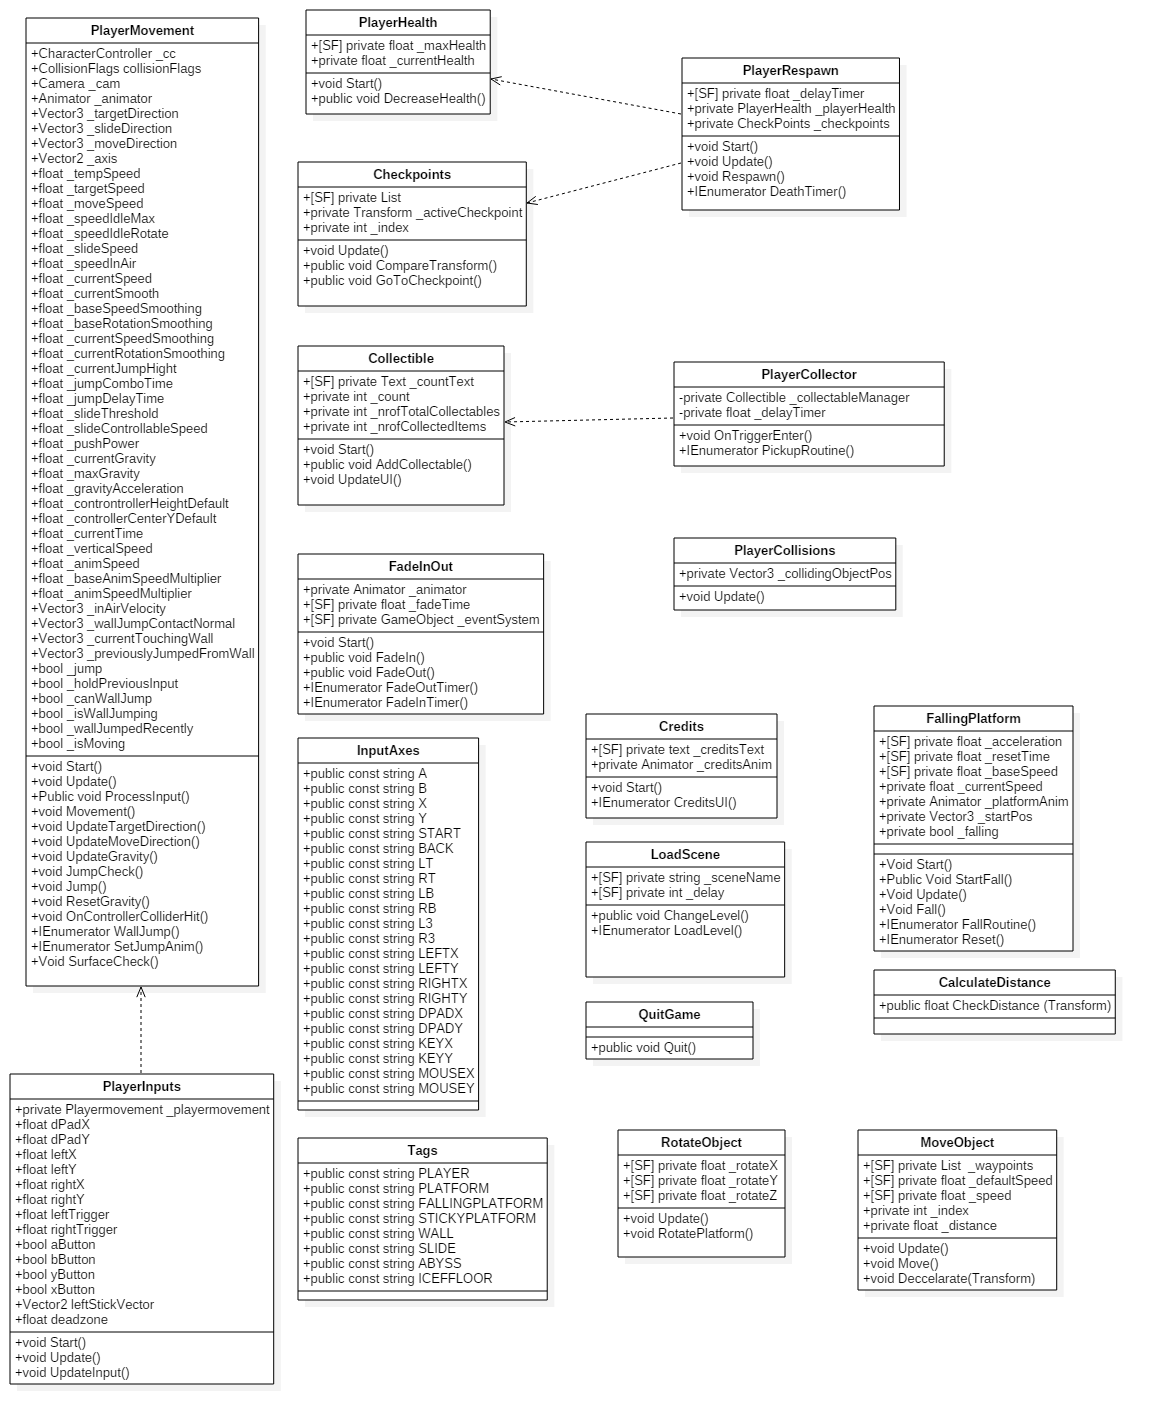 PlayerMovement
+CharacterController _cc
+CollisionFlags collisionFlags
+Camera _cam
+Animator _animator
+Vector3 _targetDirection
+Vector3 _slideDirection
+Vector3 _moveDirection
+Vector2 _axis
+float _tempSpeed
+float _targetSpeed
+float _moveSpeed
+float _speedIdleMax
+float _speedIdleRotate
+float _slideSpeed
+float _speedInAir
+float _currentSpeed
+float _currentSmooth
+float _baseSpeedSmoothing
+float _baseRotationSmoothing
+float _currentSpeedSmoothing
+float _currentRotationSmoothing
+float _currentJumpHight
+float _jumpComboTime
+float _jumpDelayTime
+float _slideThreshold
+float _slideControllableSpeed
+float _pushPower
+float _currentGravity
+float _maxGravity
+float _gravityAcceleration
+float _controntrollerHeightDefault
+float _controllerCenterYDefault
+float _currentTime
+float _verticalSpeed
+float _animSpeed
+float _baseAnimSpeedMultiplier
+float _animSpeedMultiplier
+Vector3 _inAirVelocity
+Vector3 _wallJumpContactNormal
+Vector3 _currentTouchingWall
+Vector3 _previouslyJumpedFromWall
+bool _jump
+bool _holdPreviousInput
+bool _canWallJump
+bool _isWallJumping
+bool _wallJumpedRecently
+bool _isMoving
+void Start()
+void Update()
+Public void ProcessInput()
+void Movement()
+void UpdateTargetDirection()
+void UpdateMoveDirection()
+void UpdateGravity()
+void JumpCheck()
+void Jump()
+void ResetGravity()
+void OnControllerColliderHit()
+IEnumerator WallJump()
+IEnumerator SetJumpAnim()
+Void SurfaceCheck()
PlayerInputs
+private Playermovement _playermovement
+float dPadX
+float dPadY
+float leftX
+float leftY
+float rightX
+float rightY
+float leftTrigger
+float rightTrigger
+bool aButton
+bool bButton
+bool yButton
+bool xButton
+Vector2 leftStickVector
+float deadzone
+void Start()
+void Update()
+void UpdateInput()
PlayerHealth
+[SF] private float _maxHealth
+private float _currentHealth
+void Start()
+public void DecreaseHealth()
PlayerRespawn
+[SF] private float _delayTimer
+private PlayerHealth _playerHealth
+private CheckPoints _checkpoints
+void Start()
+void Update()
+void Respawn()
+IEnumerator DeathTimer()
Checkpoints
+[SF] private List
+private Transform _activeCheckpoint
+private int _index
+void Update()
+public void CompareTransform()
+public void GoToCheckpoint()
Collectible
+[SF] private Text _countText
+private int _count
+private int _nrofTotalCollectables
+private int _nrofCollectedItems
+void Start()
+public void AddCollectable()
+void UpdateUI()
PlayerCollector
-private Collectible _collectableManager
-private float _delayTimer
+void OnTriggerEnter()
+IEnumerator PickupRoutine()
PlayerCollisions
+private Vector3 _collidingObjectPos
+void Update()
FadeInOut
+private Animator _animator
+[SF] private float _fadeTime
+[SF] private GameObject _eventSystem
+void Start()
+public void FadeIn()
+public void FadeOut()
+IEnumerator FadeOutTimer()
+IEnumerator FadeInTimer()
InputAxes
+public const string A
+public const string B
+public const string X
+public const string Y
+public const string START
+public const string BACK
+public const string LT
+public const string RT
+public const string LB
+public const string RB
+public const string L3
+public const string R3
+public const string LEFTX
+public const string LEFTY
+public const string RIGHTX
+public const string RIGHTY
+public const string DPADX
+public const string DPADY
+public const string KEYX
+public const string KEYY
+public const string MOUSEX
+public const string MOUSEY
Tags
+public const string PLAYER
+public const string PLATFORM
+public const string FALLINGPLATFORM
+public const string STICKYPLATFORM
+public const string WALL
+public const string SLIDE
+public const string ABYSS
+public const string ICEFFLOOR
Credits
+[SF] private text _creditsText
+private Animator _creditsAnim
+void Start()
+IEnumerator CreditsUI()
LoadScene
+[SF] private string _sceneName
+[SF] private int _delay
+public void ChangeLevel()
+IEnumerator LoadLevel()
QuitGame
+public void Quit()
FallingPlatform
+[SF] private float _acceleration
+[SF] private float _resetTime
+[SF] private float _baseSpeed
+private float _currentSpeed
+private Animator _platformAnim
+private Vector3 _startPos
+private bool _falling
+Void Start()
+Public Void StartFall()
+Void Update()
+Void Fall()
+IEnumerator FallRoutine()
+IEnumerator Reset()
CalculateDistance
+public float CheckDistance (Transform)
RotateObject
+[SF] private float _rotateX
+[SF] private float _rotateY
+[SF] private float _rotateZ
+void Update()
+void RotatePlatform()
MoveObject
+[SF] private List _waypoints
+[SF] private float _defaultSpeed
+[SF] private float _speed
+private int _index
+private float _distance
+void Update()
+void Move()
+void Deccelarate(Transform)